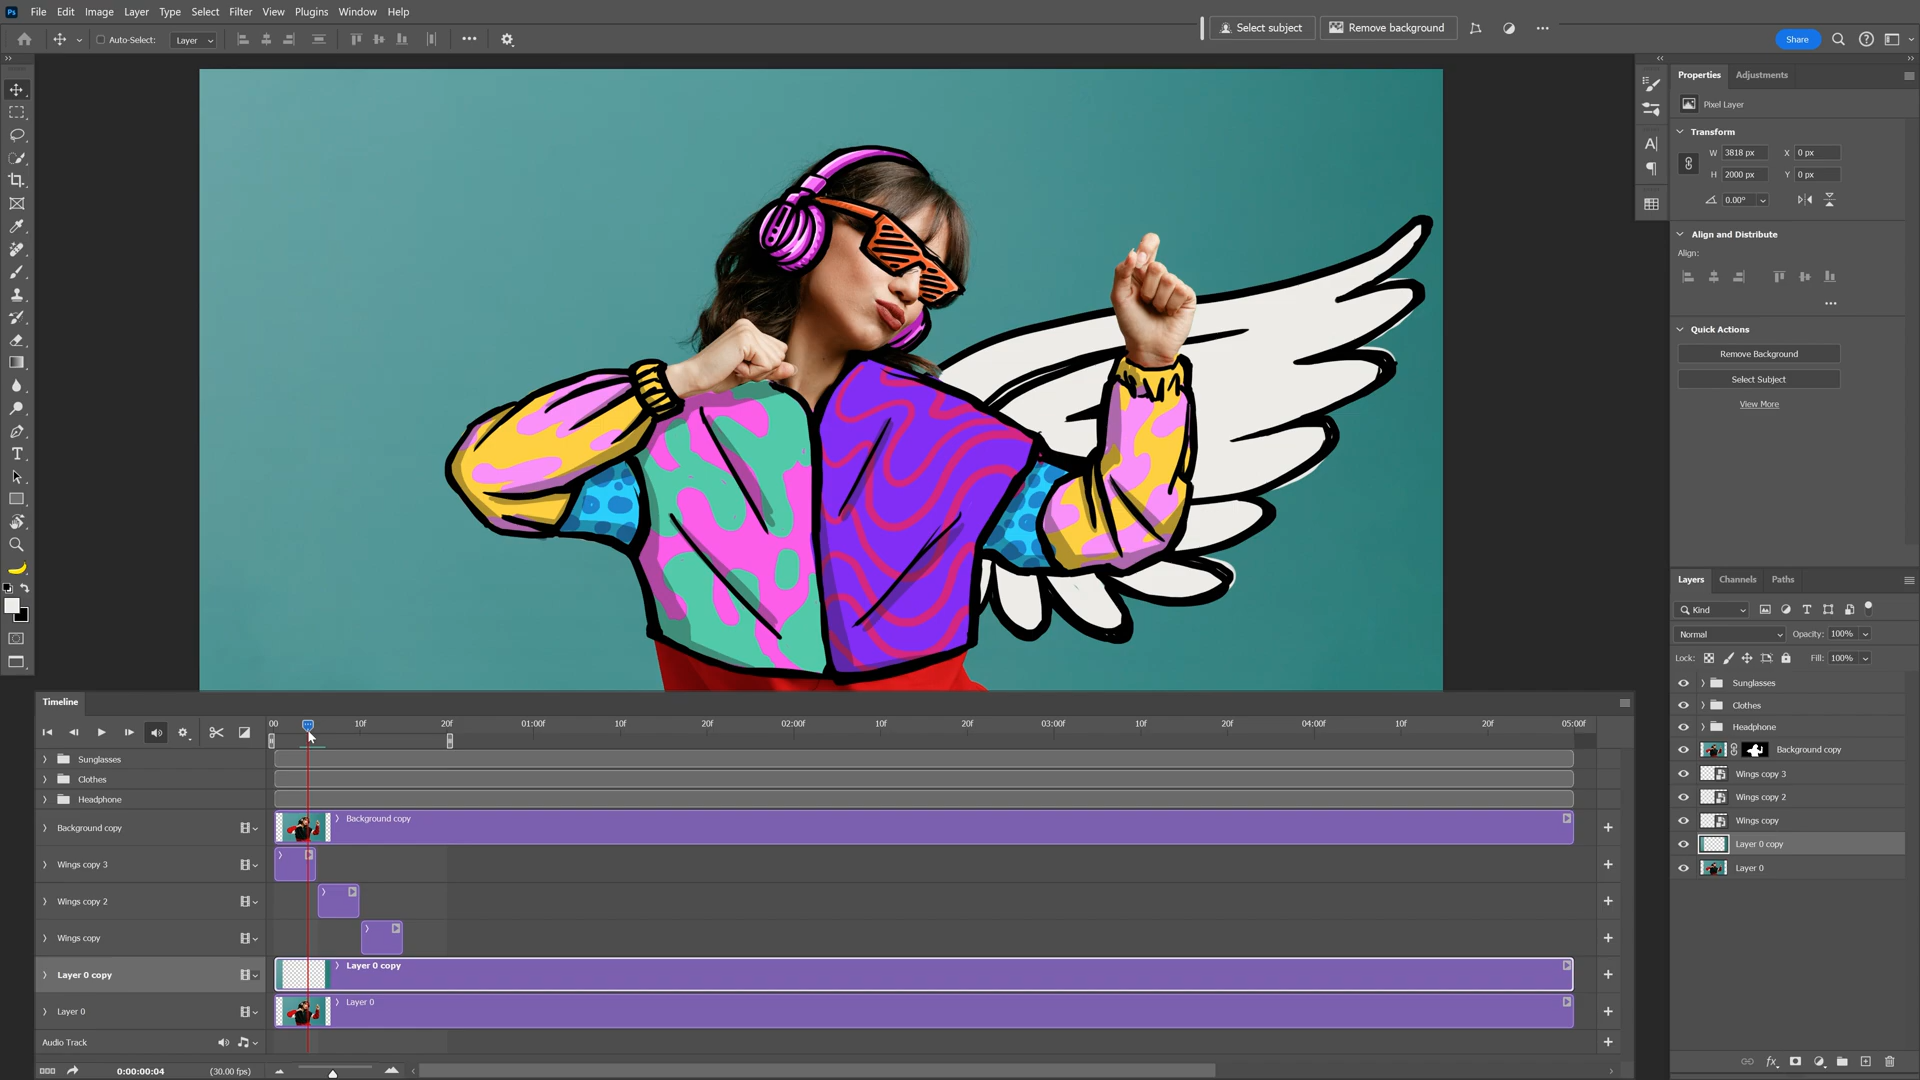 Ps File Edit Image Layer Type Select Filter View Plugins Window Help
Auto-Select: Layer
Select subject Remove background
Share
Properties Adjustments
Pixel Layer
Transform
W 3818 px X 0 px
H 2000 px Y 0 px
0.00°
Align and Distribute
Align:
Quick Actions
Remove Background
Select Subject
View More
Layers Channels Paths
Kind
Normal Opacity: 100%
Lock: Fill: 100%
Sunglasses
Clothes
Headphone
Background copy
Wings copy 3
Wings copy 2
Wings copy
Layer 0 copy
Layer 0
Timeline
00 10f 20f 01:00f 10f 20f 02:00f 10f 20f 03:00f 10f 20f 04:00f 10f 20f 05:00f
Sunglasses
Clothes
Headphone
Background copy Background copy
Wings copy 3
Wings copy 2
Wings copy
Layer 0 copy Layer 0 copy
Layer 0 Layer 0
Audio Track
0:00:00:04 (30.00 fps)